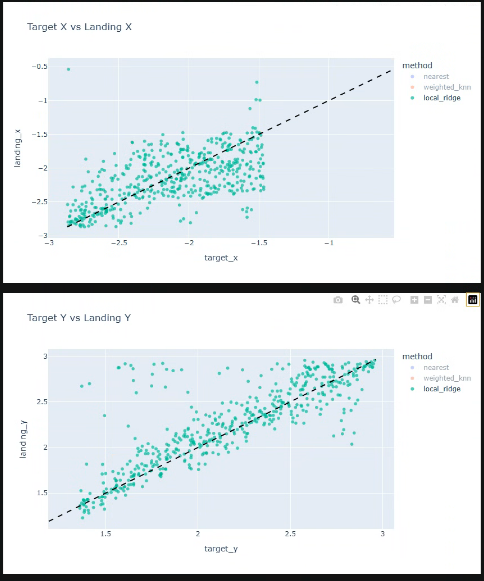 Target X vs Landing X
method
nearest
weighted_knn
local_ridge
landing_x
−0.5
−1
−1.5
−2
−2.5
−3
−3
−2.5
−2
−1.5
−1
target_x
Target Y vs Landing Y
method
nearest
weighted_knn
local_ridge
landing_y
3
2.5
2
1.5
1.5
2
2.5
3
target_y